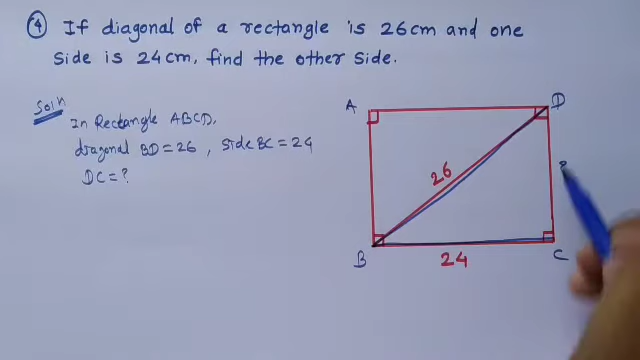 ④ If diagonal of a rectangle is 26cm and one
side is 24cm, find the other side.
Soln
In Rectangle ABCD,
diagonal BD=26, Side BC=24
DC=?
A
D
26
B
24
C